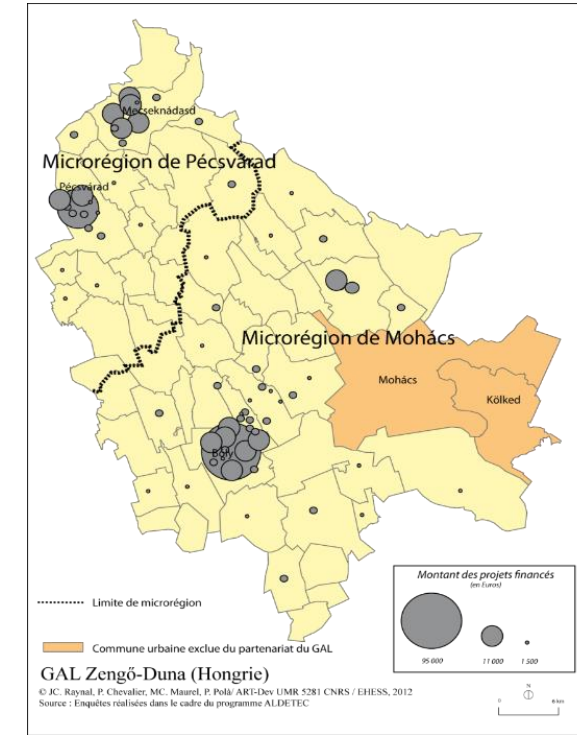 Mecseknádasd
Microrégion de Pécsvárad
Pécsvárad
Microrégion de Mohács
Mohács
Kölked
Bóly
Montant des projets financés
(en Euros)
95 000
11 000
1 500
Limite de microrégion
Commune urbaine exclue du partenariat du GAL
GAL Zengő-Duna (Hongrie)
© JC. Raynal, P. Chevalier, MC. Maurel, P. Polà/ ART-Dev UMR 5281 CNRS / EHESS, 2012
Source : Enquêtes réalisées dans le cadre du programme ALDETEC
N
0